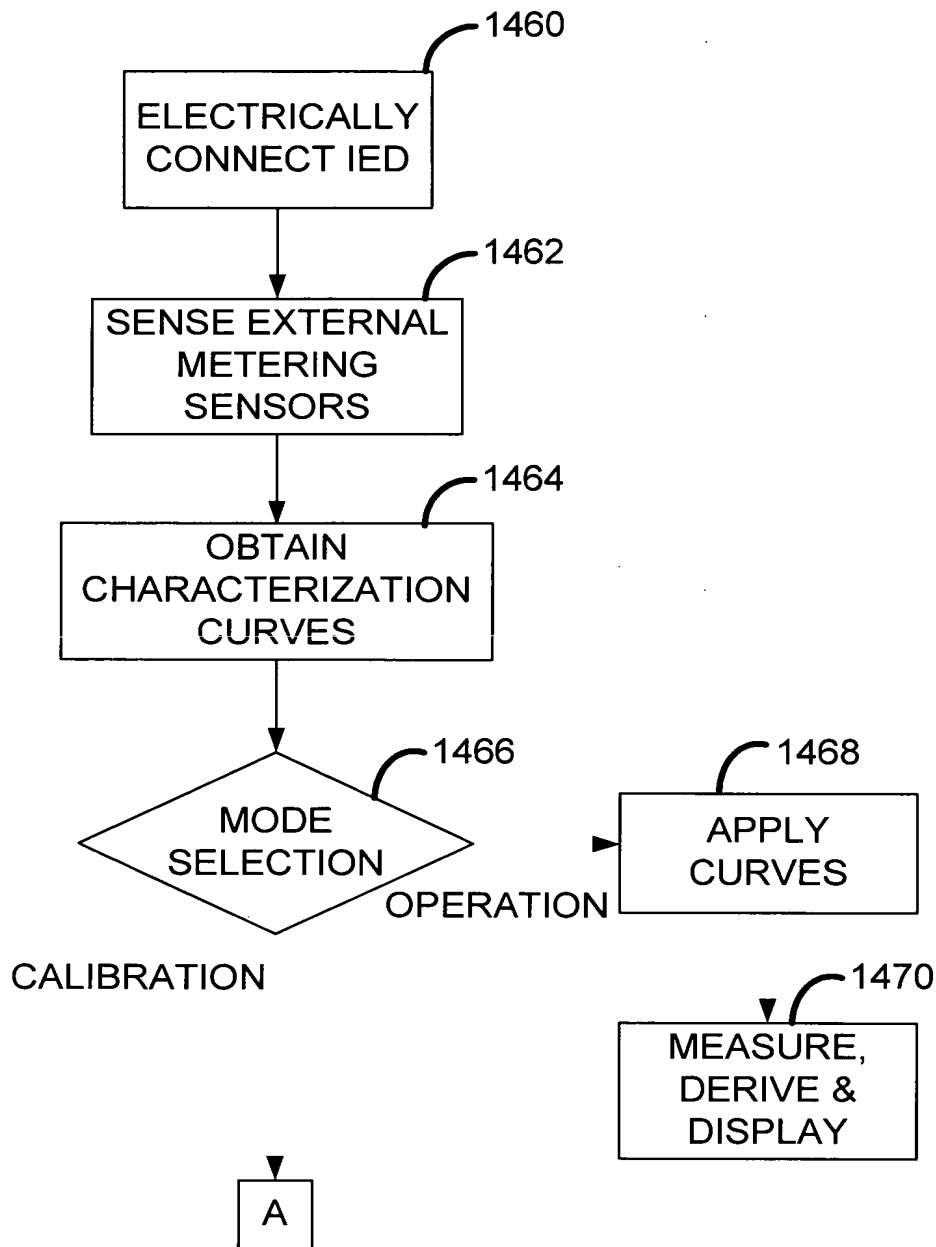 1460
ELECTRICALLY
CONNECT IED
1462
SENSE EXTERNAL
METERING
SENSORS
1464
OBTAIN
CHARACTERIZATION
CURVES
1466
MODE
SELECTION
1468
APPLY
CURVES
OPERATION
CALIBRATION
1470
MEASURE,
DERIVE &
DISPLAY
A